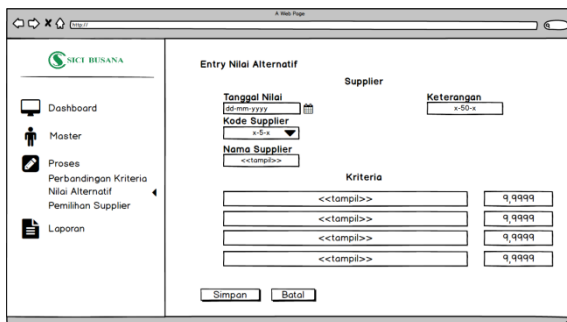 A Web Page
http://
SICI BUSANA
Dashboard
Master
Proses
Perbandingan Kriteria
Nilai Alternatif
Pemilihan Supplier
Laporan
Entry Nilai Alternatif
Supplier
Tanggal Nilai
dd-mm-yyyy
Kode Supplier
x-5-x
Nama Supplier
<<tampil>>
Keterangan
x-50-x
Kriteria
<<tampil>> 9,9999
<<tampil>> 9,9999
<<tampil>> 9,9999
<<tampil>> 9,9999
Simpan Batal